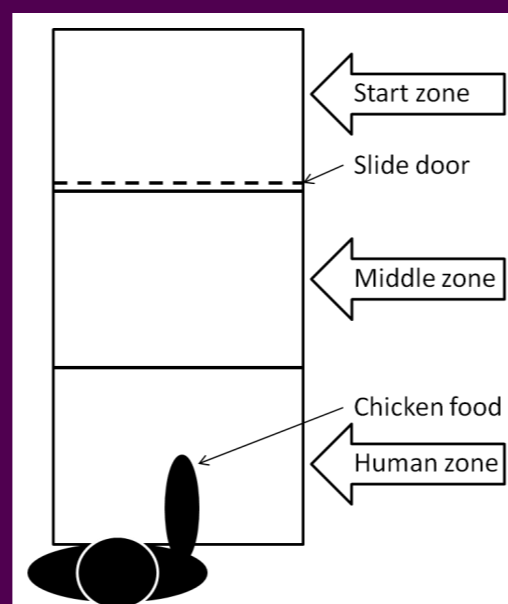 Start zone
Slide door
Middle zone
Chicken food
Human zone